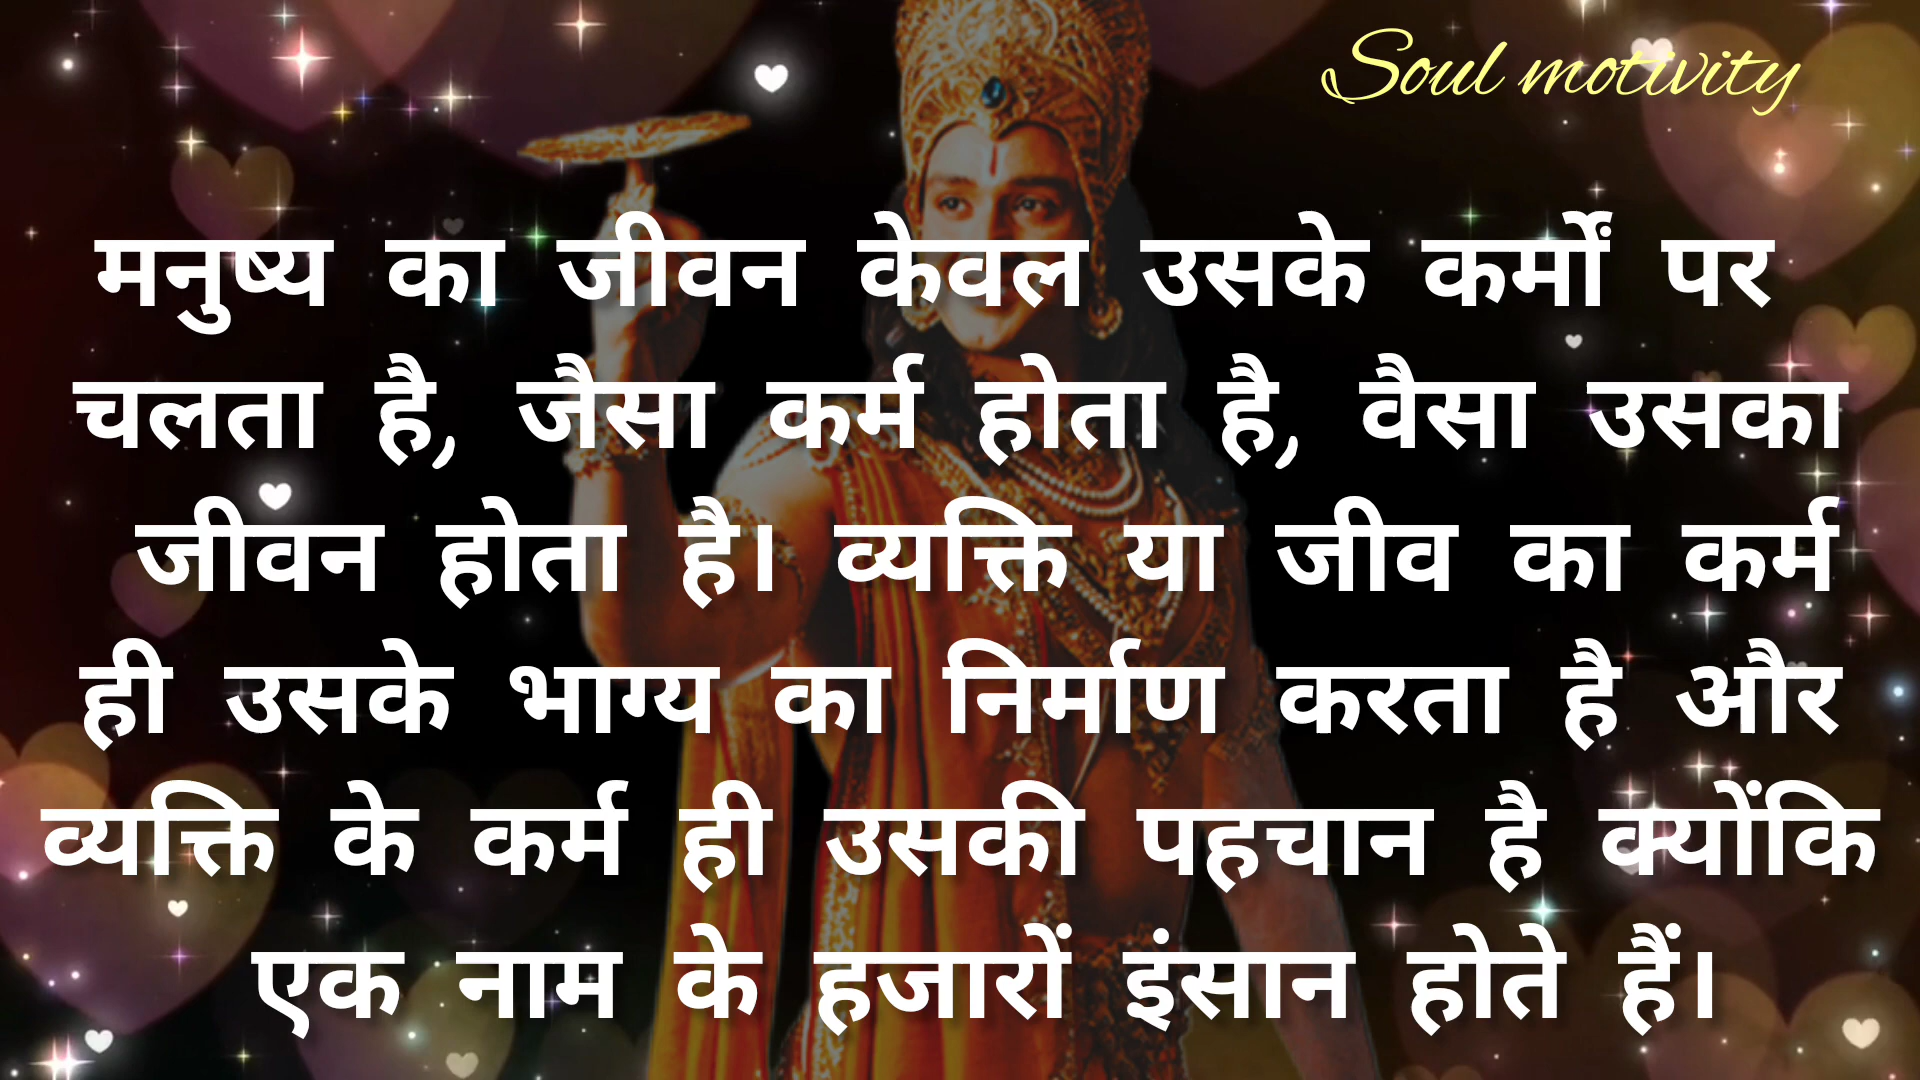 Soul motivity
मनुष्य का जीवन केवल उसके कर्मों पर
चलता है, जैसा कर्म होता है, वैसा उसका
जीवन होता है। व्यक्ति या जीव का कर्म
ही उसके भाग्य का निर्माण करता है और
व्यक्ति के कर्म ही उसकी पहचान है क्योंकि
एक नाम के हजारों इंसान होते हैं।